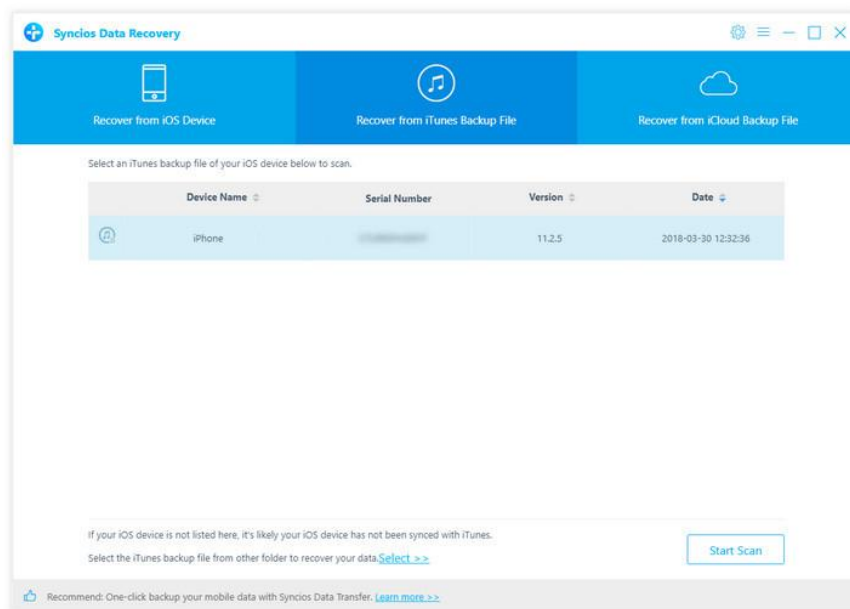 Syncios Data Recovery
Recover from iOS Device
Recover from iTunes Backup File
Recover from iCloud Backup File
Select an iTunes backup file of your iOS device below to scan.
Device Name Serial Number Version Date
iPhone 11.2.5 2018-03-30 12:32:36
If your iOS device is not listed here, it's likely your iOS device has not been synced with iTunes.
Select the iTunes backup file from other folder to recover your data.Select >>
Start Scan
Recommend: One-click backup your mobile data with Syncios Data Transfer. Learn more >>